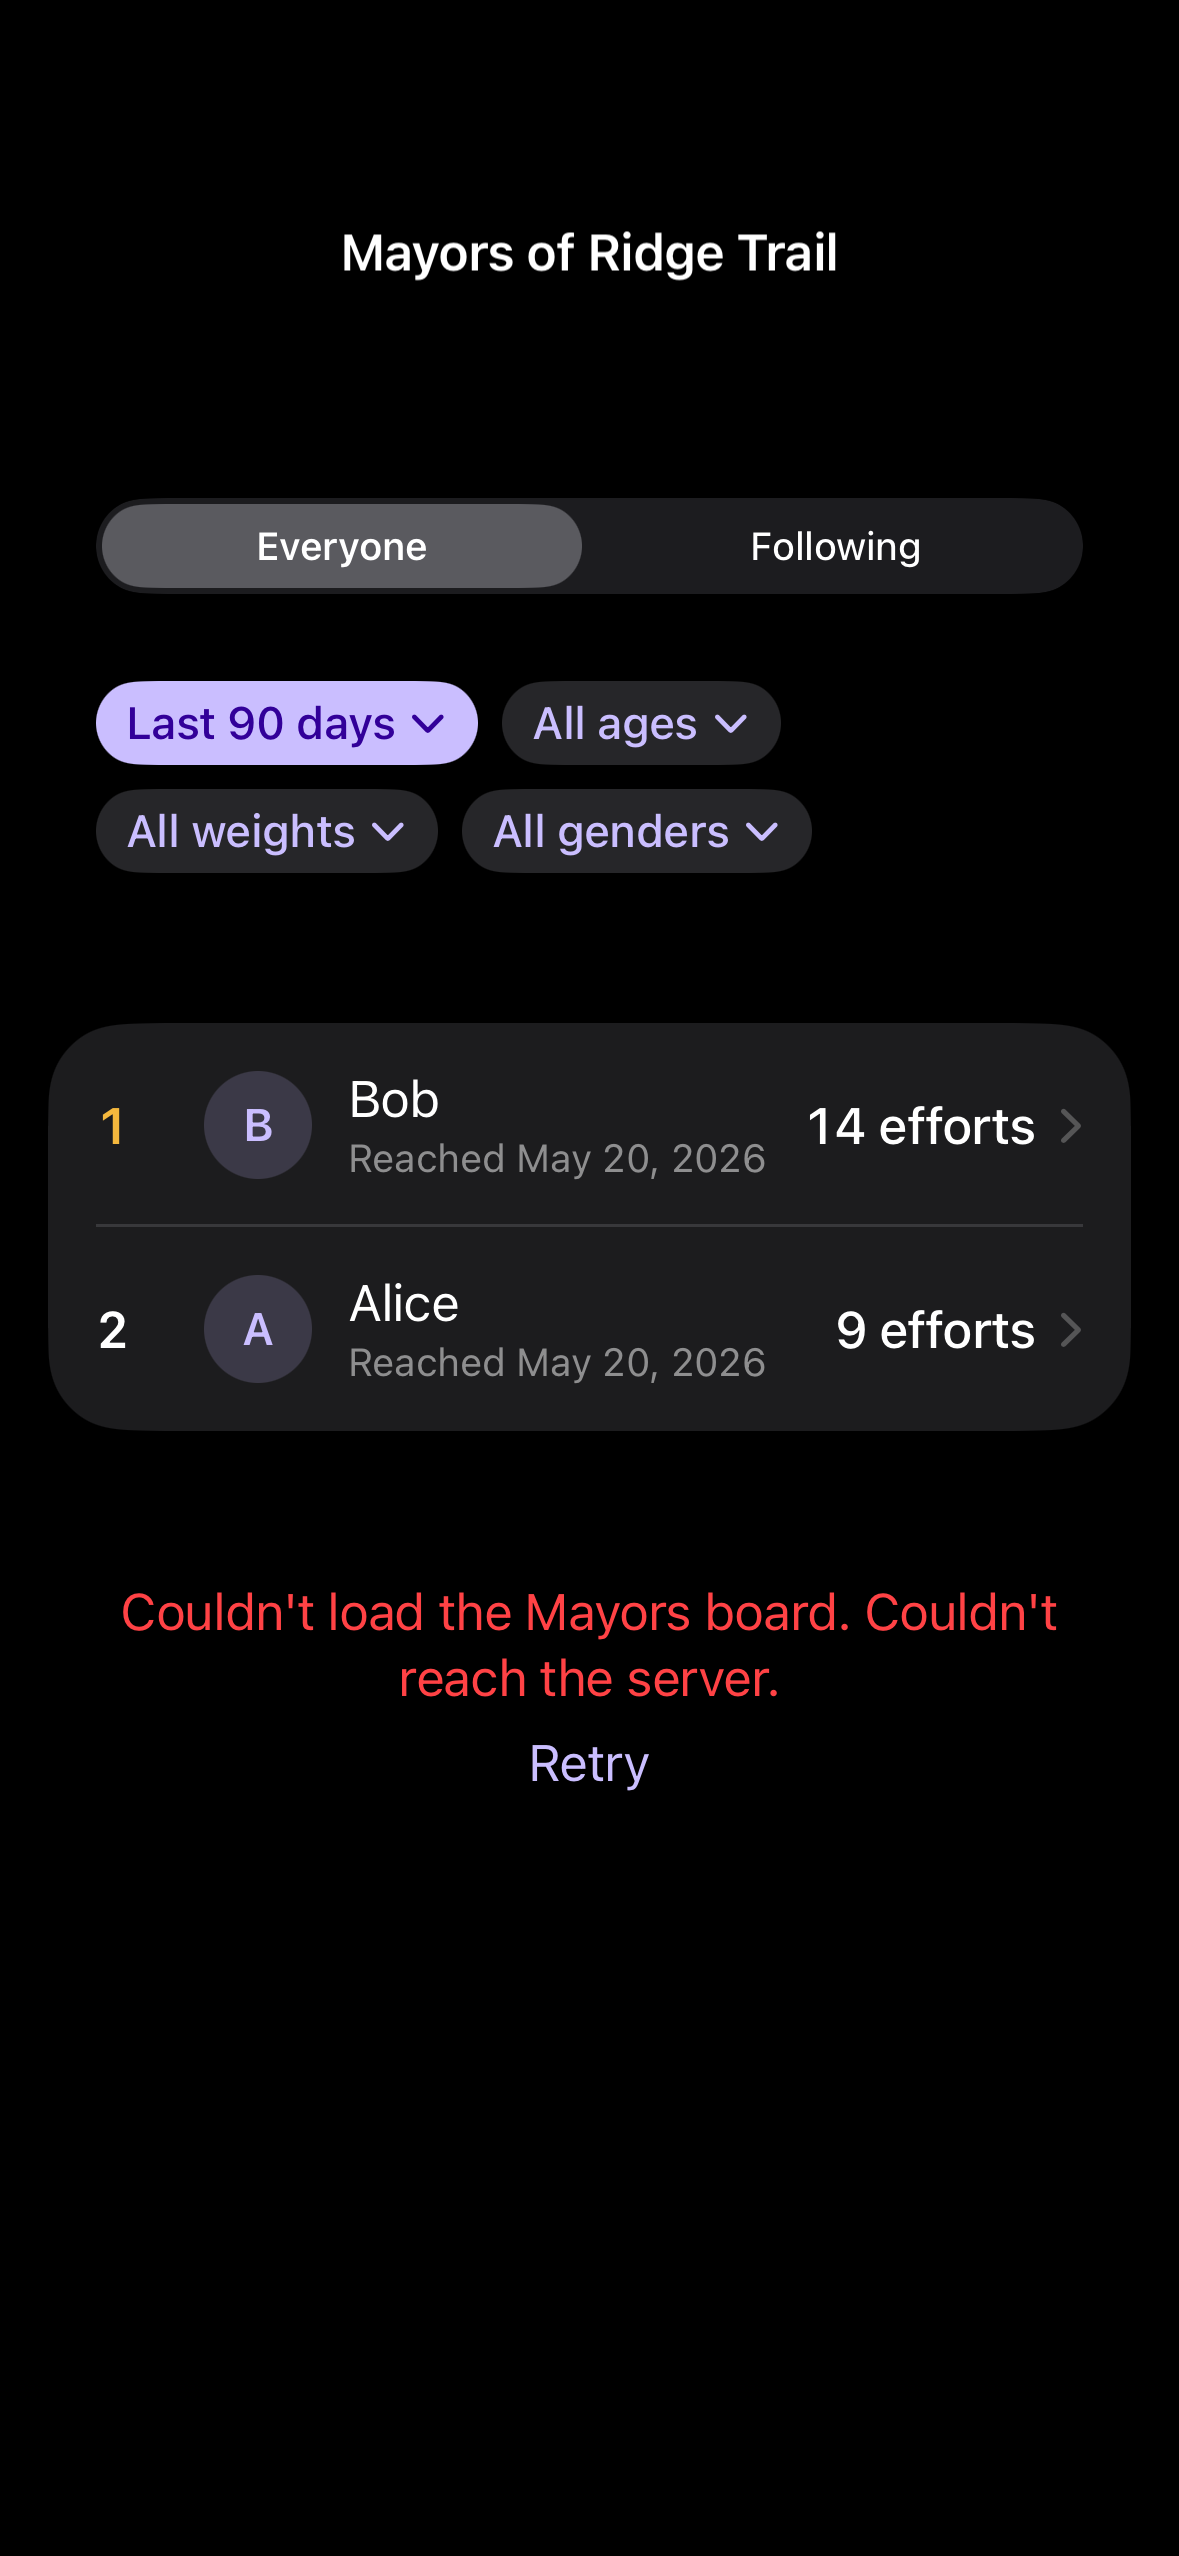 Mayors of Ridge Trail
Everyone
Following
Last 90 days
All ages
All weights
All genders
1
B
Bob
Reached May 20, 2026
14 efforts
2
A
Alice
Reached May 20, 2026
9 efforts
Couldn't load the Mayors board. Couldn't
reach the server.
Retry